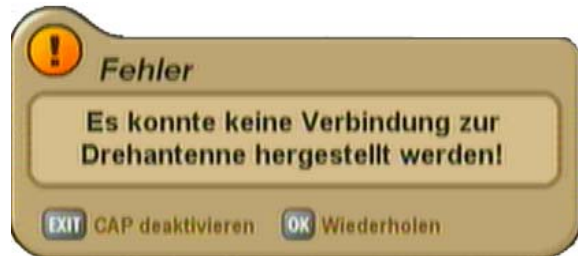 !
Fehler
Es konnte keine Verbindung zur
Drehantenne hergestellt werden!
EXIT CAP deaktivieren OK Wiederholen